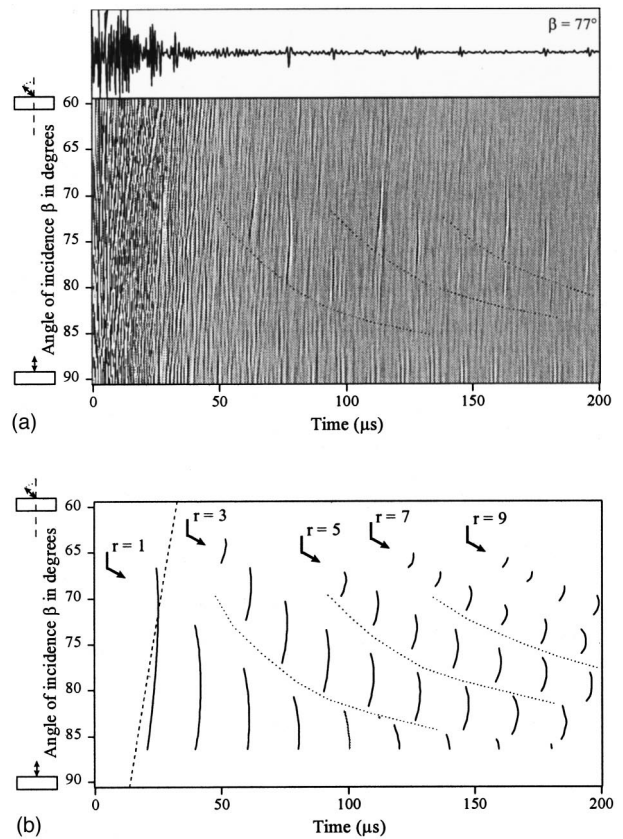 β = 77°
Angle of incidence β in degrees
60
65
70
75
80
85
90
0
50
100
150
200
Time (µs)
(a)
Angle of incidence β in degrees
60
65
70
75
80
85
90
r = 1
r = 3
r = 5
r = 7
r = 9
0
50
100
150
200
Time (µs)
(b)